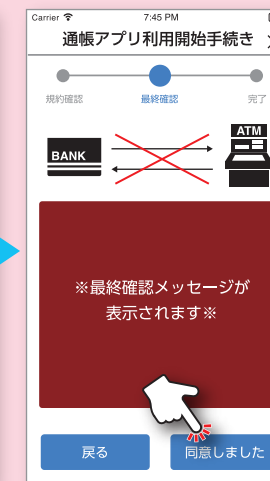 Carrier 7:45 PM
通帳アプリ利用開始手続き
規約確認 最終確認 完了
BANK
ATM
※最終確認メッセージが
表示されます※
戻る 同意しました